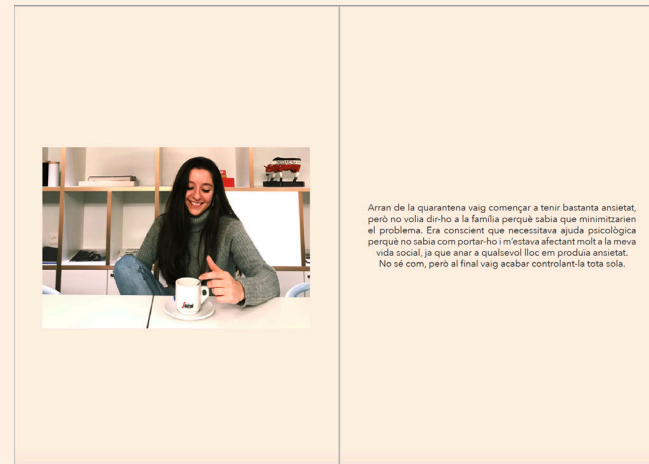 Arran de la quarantena vaig començar a tenir bastanta ansietat,
però no volia dir-ho a la família perquè sabia que minimitzarien
el problema. Era conscient que necessitava ajuda psicològica
perquè no sabia com portar-ho i m'estava afectant molt a la meva
vida social, ja que anar a qualsevol lloc em produïa ansietat.
No sé com, però al final vaig acabar controlant-la tota sola.